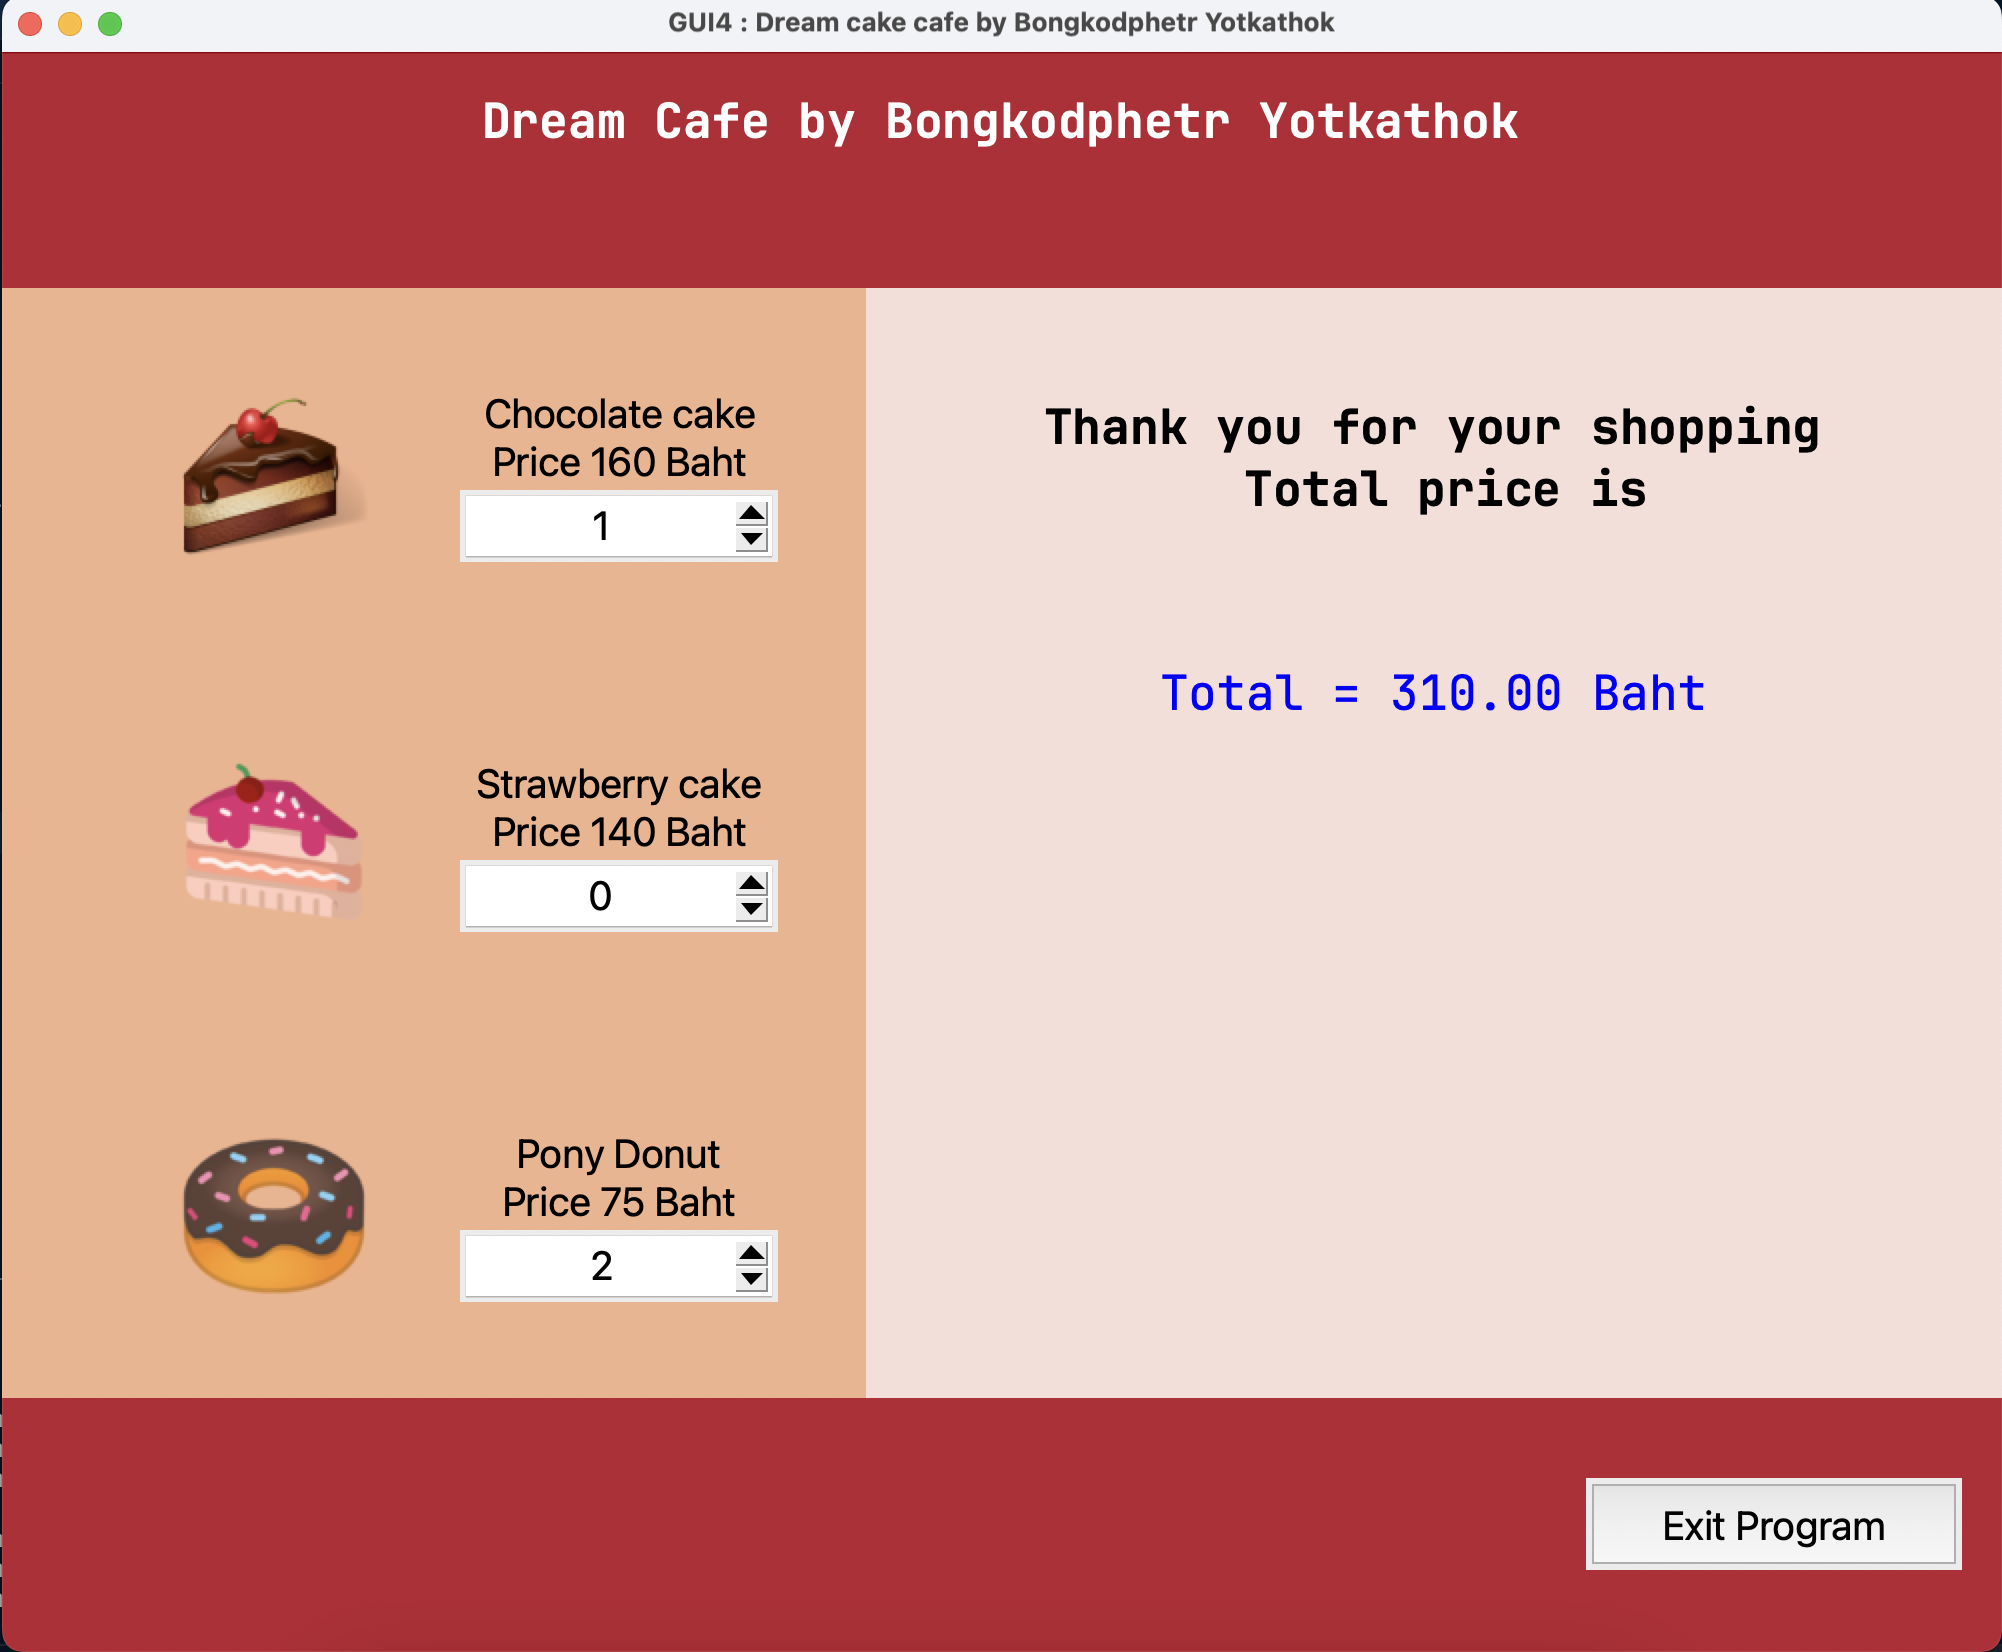 GUI4 : Dream cake cafe by Bongkodphetr Yotkathok
Dream Cafe by Bongkodphetr Yotkathok
Chocolate cake
Price 160 Baht
1
Strawberry cake
Price 140 Baht
0
Pony Donut
Price 75 Baht
2
Thank you for your shopping
Total price is
Total = 310.00 Baht
Exit Program